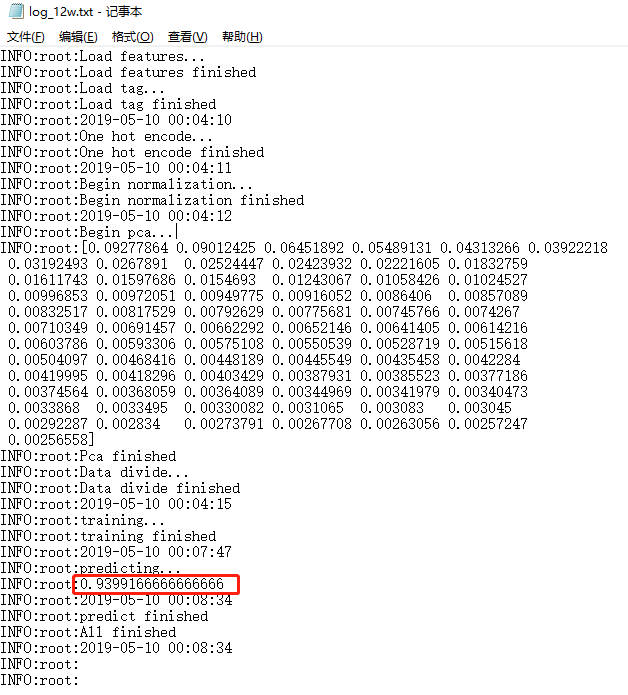 log_12w.txt - 记事本
文件(F) 编辑(E) 格式(O) 查看(V) 帮助(H)
INFO:root:Load features...
INFO:root:Load features finished
INFO:root:Load tag...
INFO:root:Load tag finished
INFO:root:2019-05-10 00:04:10
INFO:root:One hot encode...
INFO:root:One hot encode finished
INFO:root:2019-05-10 00:04:11
INFO:root:Begin normalization...
INFO:root:Begin normalization finished
INFO:root:2019-05-10 00:04:12
INFO:root:Begin pca...
INFO:root:[0.09277864 0.09012425 0.06451892 0.05489131 0.04313266 0.03922218
0.03192493 0.0267891 0.02524447 0.02423932 0.02221605 0.01832759
0.01611743 0.01597686 0.0154693 0.01243067 0.01058426 0.01024527
0.00996853 0.00972051 0.00949775 0.00916052 0.0086406 0.00857089
0.00832517 0.00817529 0.00792629 0.00775681 0.00745766 0.0074267
0.00710349 0.00691457 0.00662292 0.00652146 0.00641405 0.00614216
0.00603786 0.00593306 0.00575108 0.00550539 0.00528719 0.00515618
0.00504097 0.00468416 0.00448189 0.00445549 0.00435458 0.0042284
0.00419995 0.00418296 0.00403429 0.00387931 0.00385523 0.00377186
0.00374564 0.00368059 0.00364089 0.00344969 0.00341979 0.00340473
0.0033868 0.0033495 0.00330082 0.0031065 0.003083 0.003045
0.00292287 0.002834 0.00273791 0.00267708 0.00263056 0.00257247
0.00256558]
INFO:root:Pca finished
INFO:root:Data divide...
INFO:root:Data divide finished
INFO:root:2019-05-10 00:04:15
INFO:root:training...
INFO:root:training finished
INFO:root:2019-05-10 00:07:47
INFO:root:predicting...
INFO:root:0.9399166666666666
INFO:root:2019-05-10 00:08:34
INFO:root:predict finished
INFO:root:All finished
INFO:root:2019-05-10 00:08:34
INFO:root:
INFO:root: